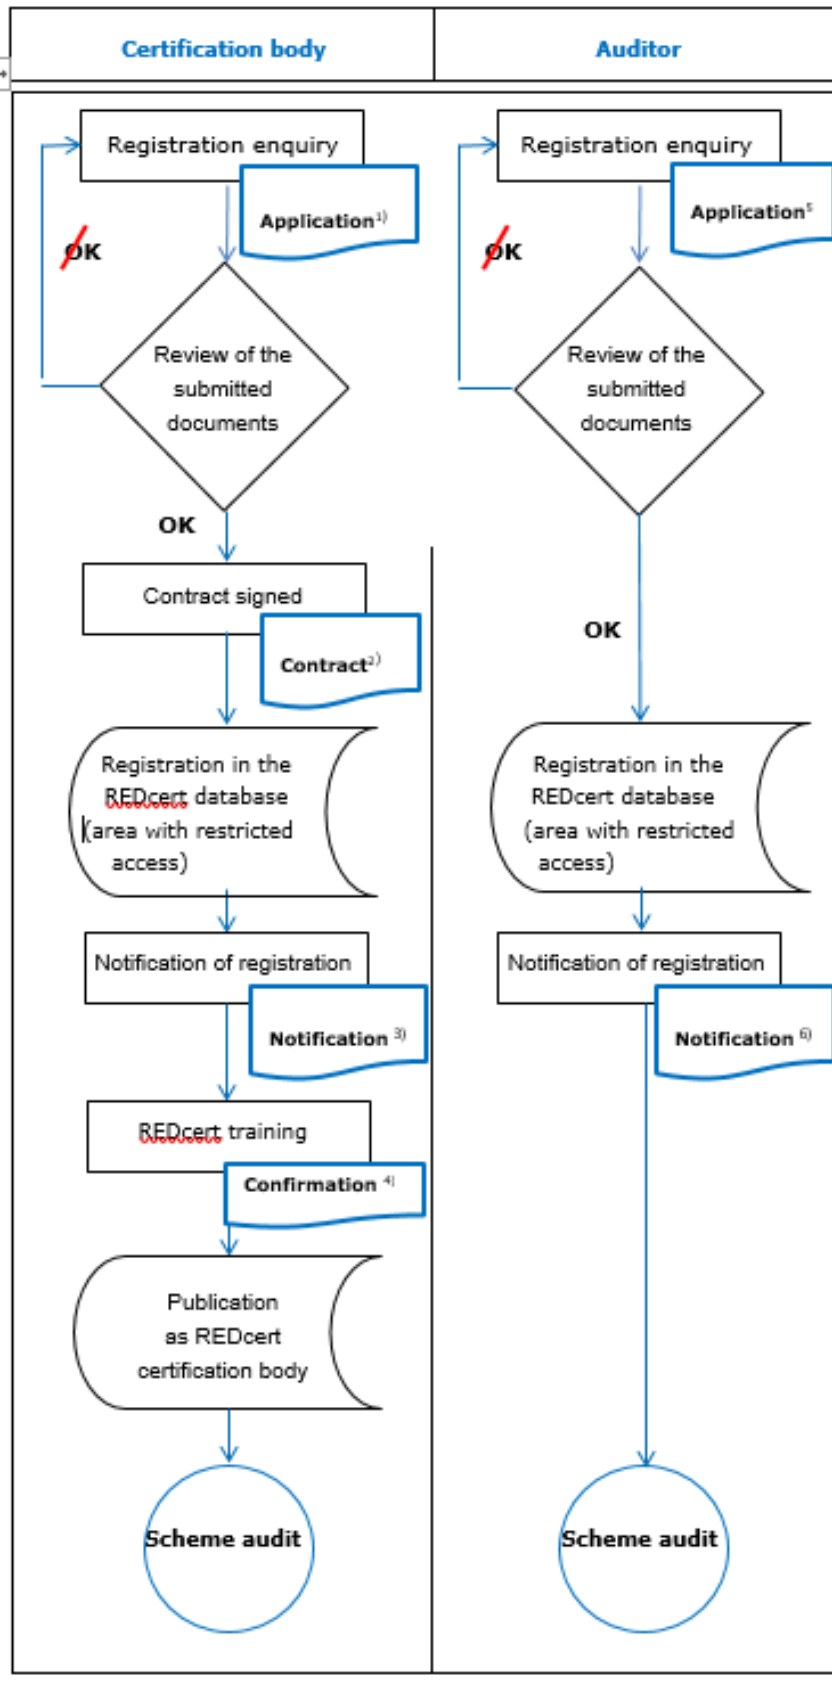 Certification body
Auditor
Registration enquiry
Application1)
OK
Review of the
submitted
documents
OK
Contract signed
Contract2)
Registration in the
REDcert database
(area with restricted
access)
Notification of registration
Notification 3)
REDcert training
Confirmation 4)
Publication
as REDcert
certification body
Scheme audit
Registration enquiry
Application5
OK
Review of the
submitted
documents
OK
Registration in the
REDcert database
(area with restricted
access)
Notification of registration
Notification 6)
Scheme audit